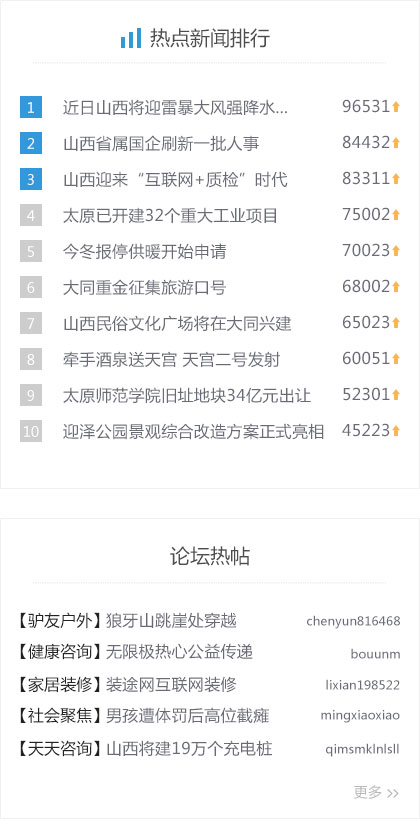 热点新闻排行
1 近日山西将迎雷暴大风强降水... 96531
2 山西省属国企刷新一批人事 84432
3 山西迎来“互联网+质检”时代 83311
4 太原已开建32个重大工业项目 75002
5 今冬报停供暖开始申请 70023
6 大同重金征集旅游口号 68002
7 山西民俗文化广场将在大同兴建 65023
8 牵手酒泉送天宫 天宫二号发射 60051
9 太原师范学院旧址地块34亿元出让 52301
10 迎泽公园景观综合改造方案正式亮相 45223
论坛热帖
【驴友户外】狼牙山跳崖处穿越 chenyun816468
【健康咨询】无限极热心公益传递 bouunm
【家居装修】装途网互联网装修 lixian198522
【社会聚焦】男孩遭体罚后高位截瘫 mingxiaoxiao
【天天咨询】山西将建19万个充电桩 qimsmklnlsll
更多 >>